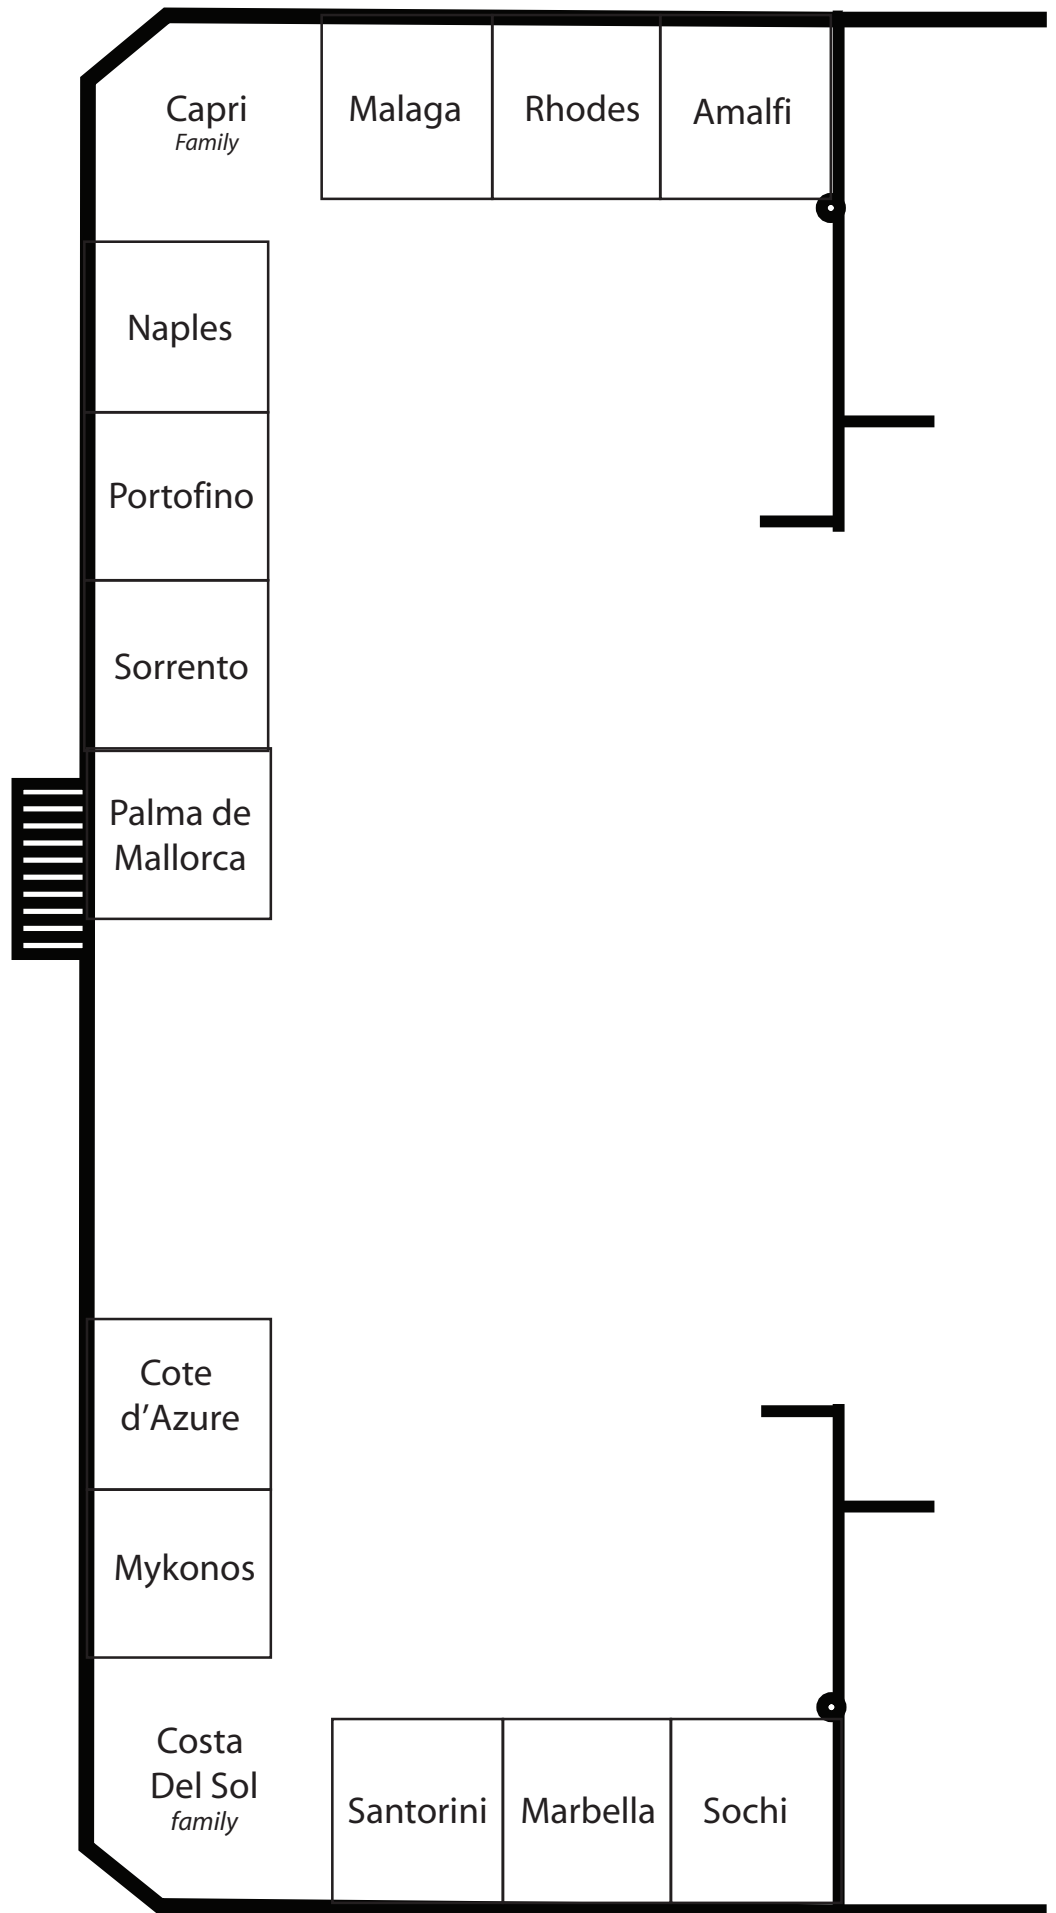 Capri
Family
Malaga
Rhodes
Amalfi
Naples
Portofino
Sorrento
Palma de
Mallorca
Cote
d’Azure
Mykonos
Costa
Del Sol
family
Santorini
Marbella
Sochi